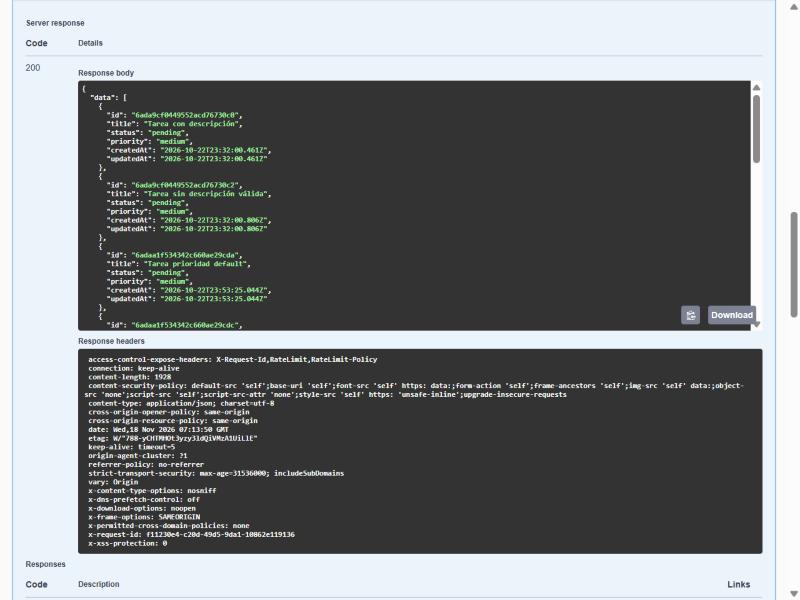 Server response
Code Details
200
Response body
{
"data": [
{
"id": "6ada9cf0449552acd76730c0",
"title": "Tarea con descripción",
"status": "pending",
"priority": "medium",
"createdAt": "2026-10-22T23:32:00.461Z",
"updatedAt": "2026-10-22T23:32:00.461Z"
},
{
"id": "6ada9cf0449552acd76730c2",
"title": "Tarea sin descripción válida",
"status": "pending",
"priority": "medium",
"createdAt": "2026-10-22T23:32:00.806Z",
"updatedAt": "2026-10-22T23:32:00.806Z"
},
{
"id": "6adaa1f534342c660ae29cda",
"title": "Tarea prioridad default",
"status": "pending",
"priority": "medium",
"createdAt": "2026-10-22T23:53:25.044Z",
"updatedAt": "2026-10-22T23:53:25.044Z"
},
{
"id": "6adaa1f534342c660ae29cdc",
Download
Response headers
access-control-expose-headers: X-Request-Id,RateLimit,RateLimit-Policy
connection: keep-alive
content-length: 1928
content-security-policy: default-src 'self';base-uri 'self';font-src 'self' https: data:;form-action 'self';frame-ancestors 'self';img-src 'self' data:;object-
src 'none';script-src 'self';script-src-attr 'none';style-src 'self' https: 'unsafe-inline';upgrade-insecure-requests
content-type: application/json; charset=utf-8
cross-origin-opener-policy: same-origin
cross-origin-resource-policy: same-origin
date: Wed,18 Nov 2026 07:13:50 GMT
etag: W/"788-yCHTMHOt3yzy3ldQiVMzA1UiLlE"
keep-alive: timeout=5
origin-agent-cluster: ?1
referrer-policy: no-referrer
strict-transport-security: max-age=31536000; includeSubDomains
vary: Origin
x-content-type-options: nosniff
x-dns-prefetch-control: off
x-download-options: noopen
x-frame-options: SAMEORIGIN
x-permitted-cross-domain-policies: none
x-request-id: f11230e4-c20d-49d5-9da1-10862e119136
x-xss-protection: 0
Responses
Code Description Links